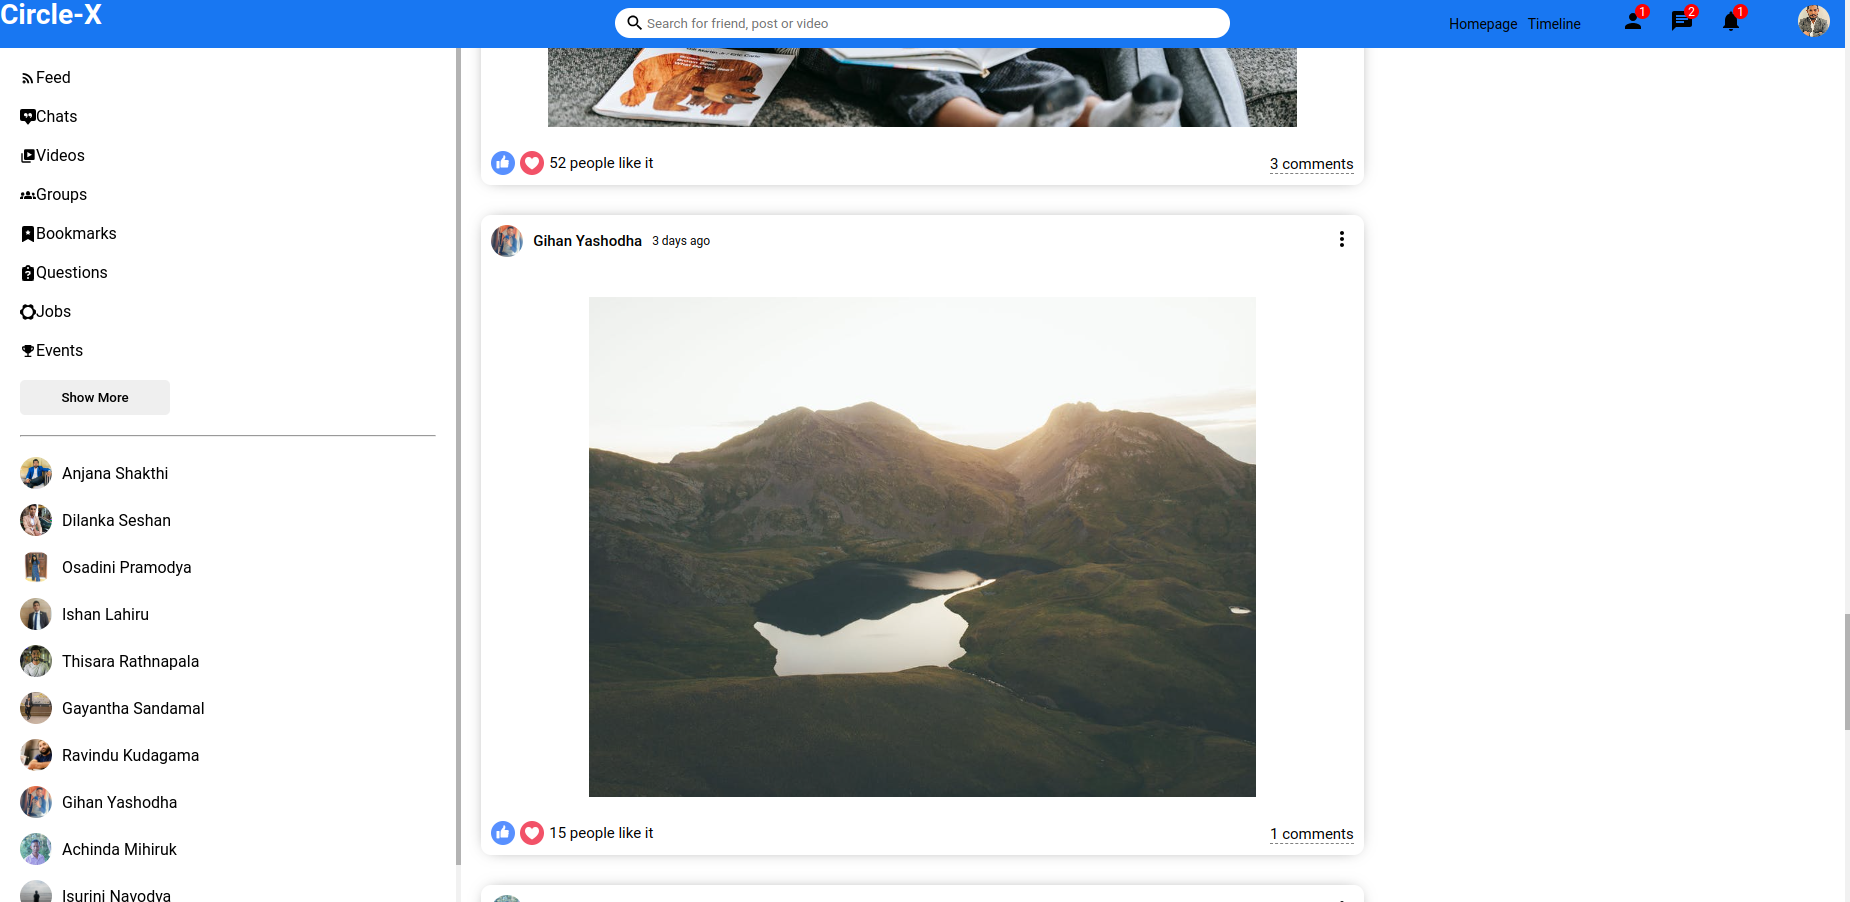 Circle-X
Search for friend, post or video
Homepage Timeline
1
2
1
Feed
Chats
Videos
Groups
Bookmarks
Questions
Jobs
Events
Show More
Anjana Shakthi
Dilanka Seshan
Osadini Pramodya
Ishan Lahiru
Thisara Rathnapala
Gayantha Sandamal
Ravindu Kudagama
Gihan Yashodha
Achinda Mihiruk
Isurini Navodya
52 people like it
3 comments
Gihan Yashodha 3 days ago
15 people like it
1 comments